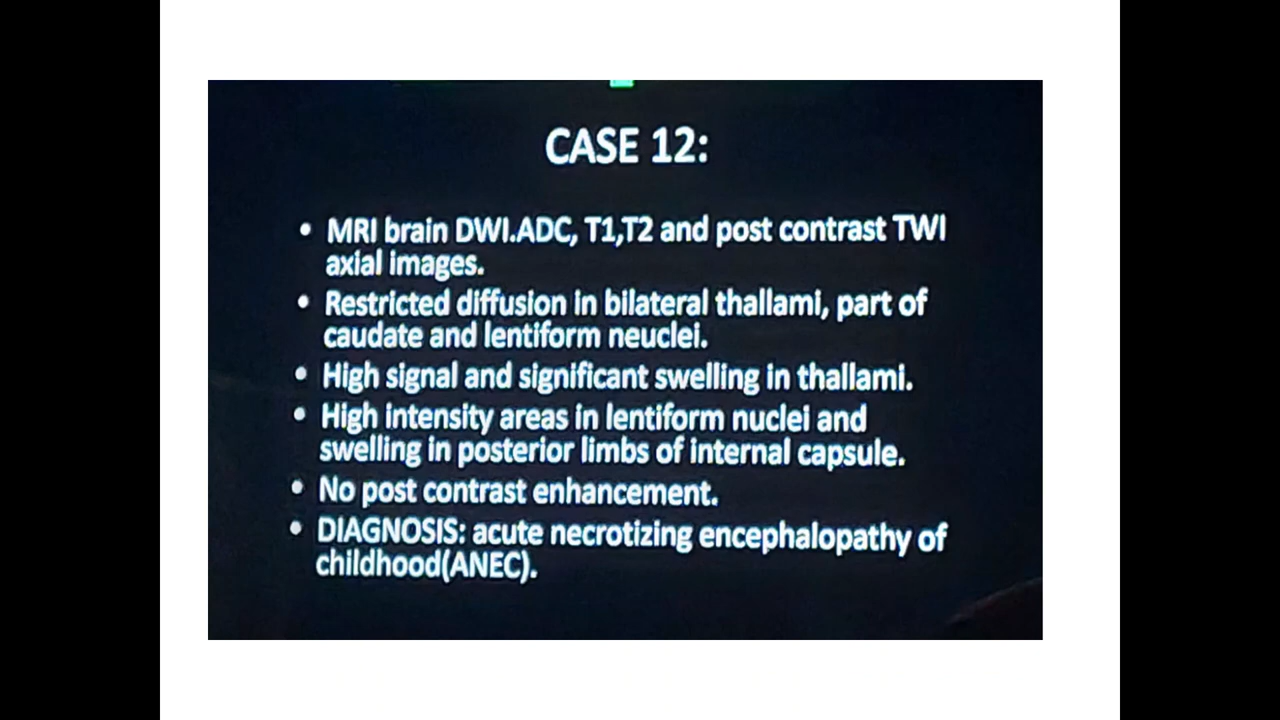 CASE 12:
• MRI brain DWI.ADC, T1,T2 and post contrast TWI
axial images.
• Restricted diffusion in bilateral thallami, part of
caudate and lentiform neuclei.
• High signal and significant swelling in thallami.
• High intensity areas in lentiform nuclei and
swelling in posterior limbs of internal capsule.
• No post contrast enhancement.
• DIAGNOSIS: acute necrotizing encephalopathy of
childhood(ANEC).